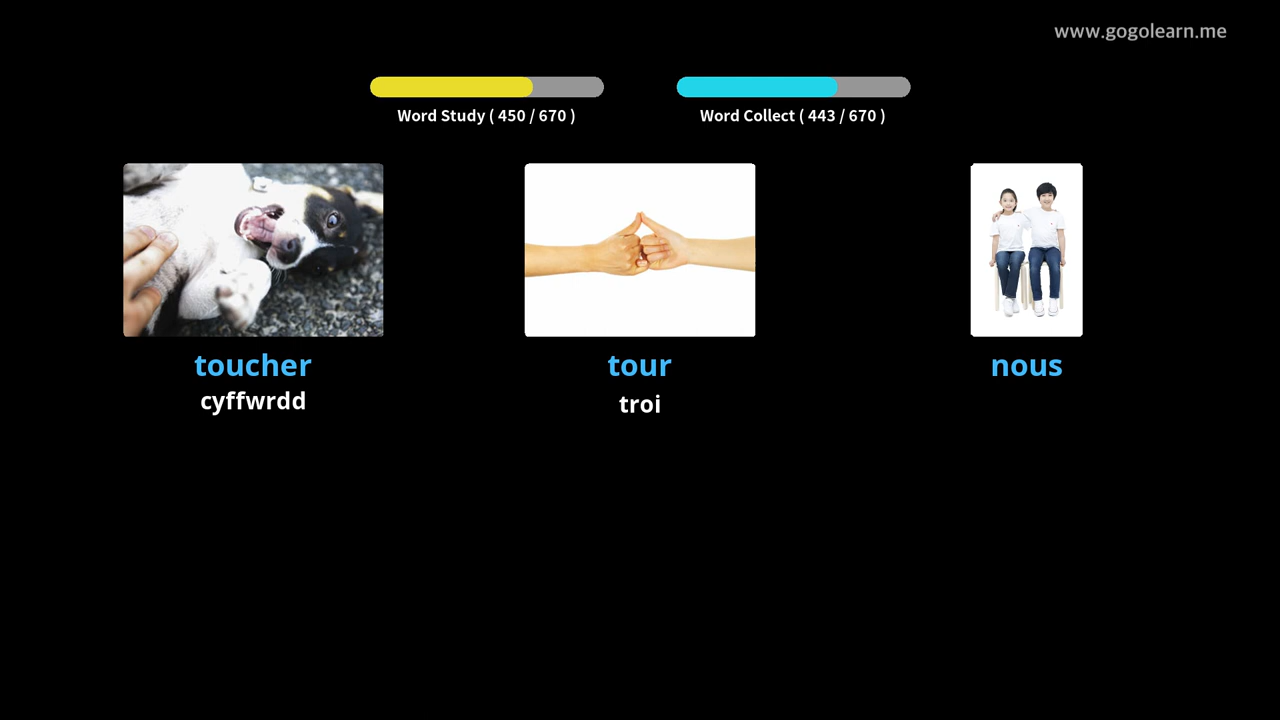 www.gogolearn.me
Word Study ( 450 / 670 )
Word Collect ( 443 / 670 )
toucher
cyffwrdd
tour
troi
nous